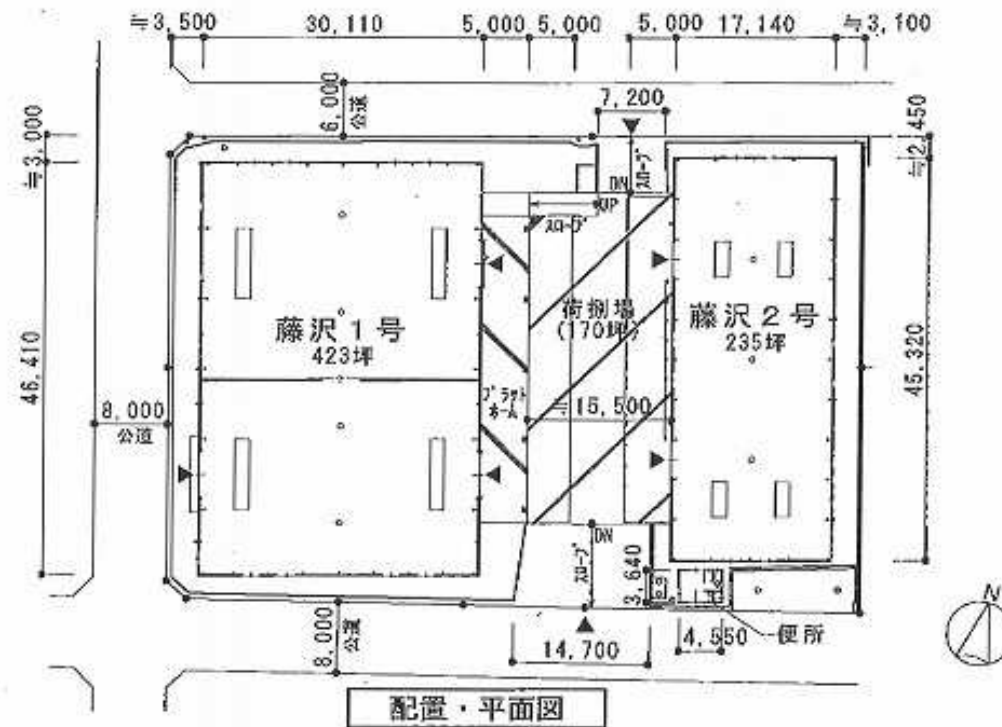 ≒3,500 30,110 5,000 5,000 5,000 17,140 ≒3,100
7,200
6,000
公道
≒3,000
≒2,450
スロープ
DN
UP
スロープ
藤沢1号
423坪
荷捌場
(170坪)
藤沢2号
235坪
46,410
45,320
プラットホーム
≒15,500
8,000
公道
DN
スロープ
3,640
8,000
公道
14,700
4,550
便所
N
配置・平面図